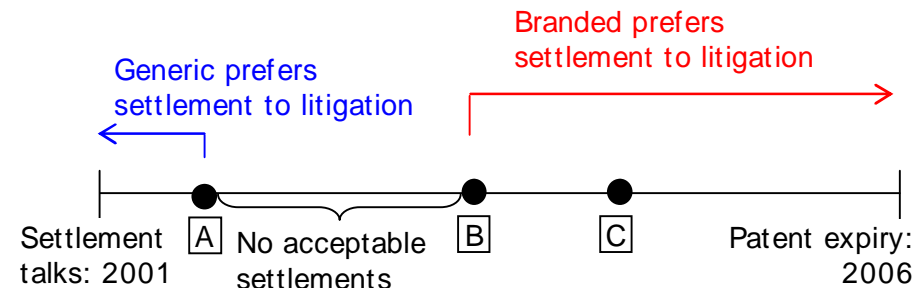 Branded prefers
settlement to litigation
Generic prefers
settlement to litigation
A
B
C
Settlement
talks: 2001
No acceptable
settlements
Patent expiry:
2006